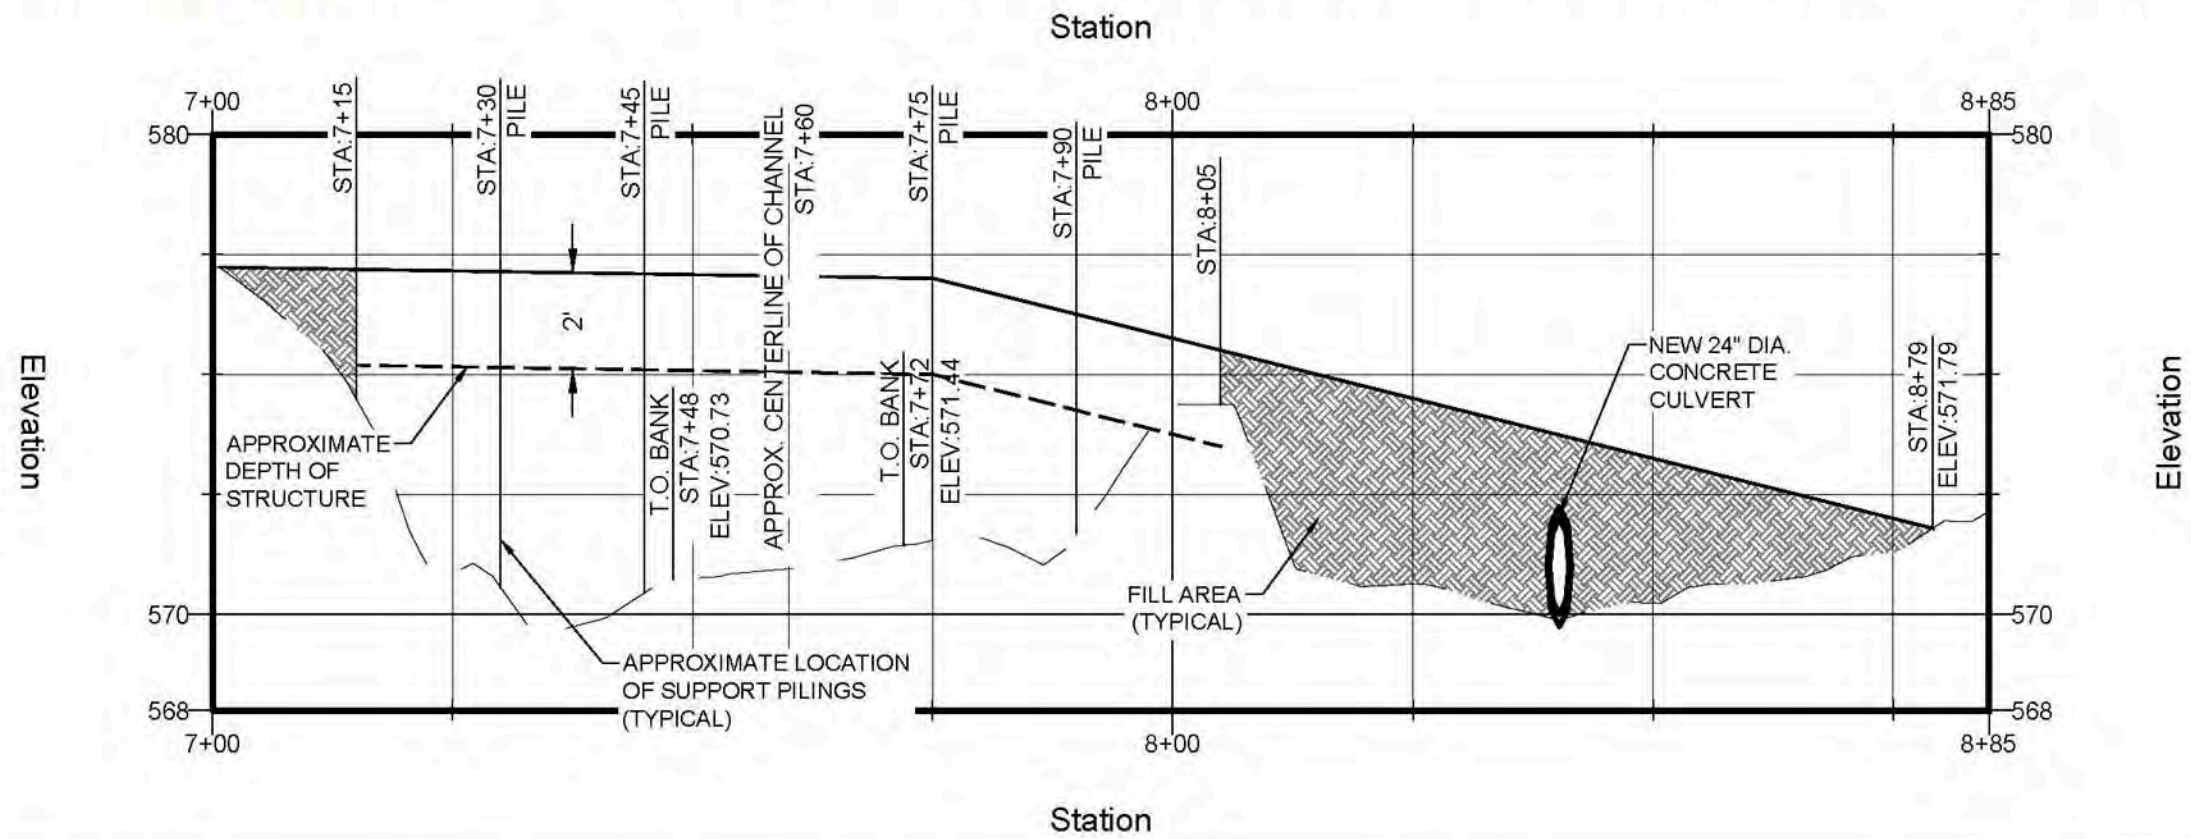 Station
7+00
8+00
8+85
STA:7+15
STA:7+30
PILE
STA:7+45
PILE
APPROX. CENTERLINE OF CHANNEL
STA:7+60
STA:7+75
PILE
STA:7+90
PILE
STA:8+05
580
580
2'
Elevation
Elevation
APPROXIMATE
DEPTH OF
STRUCTURE
T.O. BANK
STA:7+48
ELEV:570.73
T.O. BANK
STA:7+72
ELEV:571.44
NEW 24" DIA.
CONCRETE
CULVERT
STA:8+79
ELEV:571.79
FILL AREA
(TYPICAL)
570
570
APPROXIMATE LOCATION
OF SUPPORT PILINGS
(TYPICAL)
568
568
7+00
8+00
8+85
Station